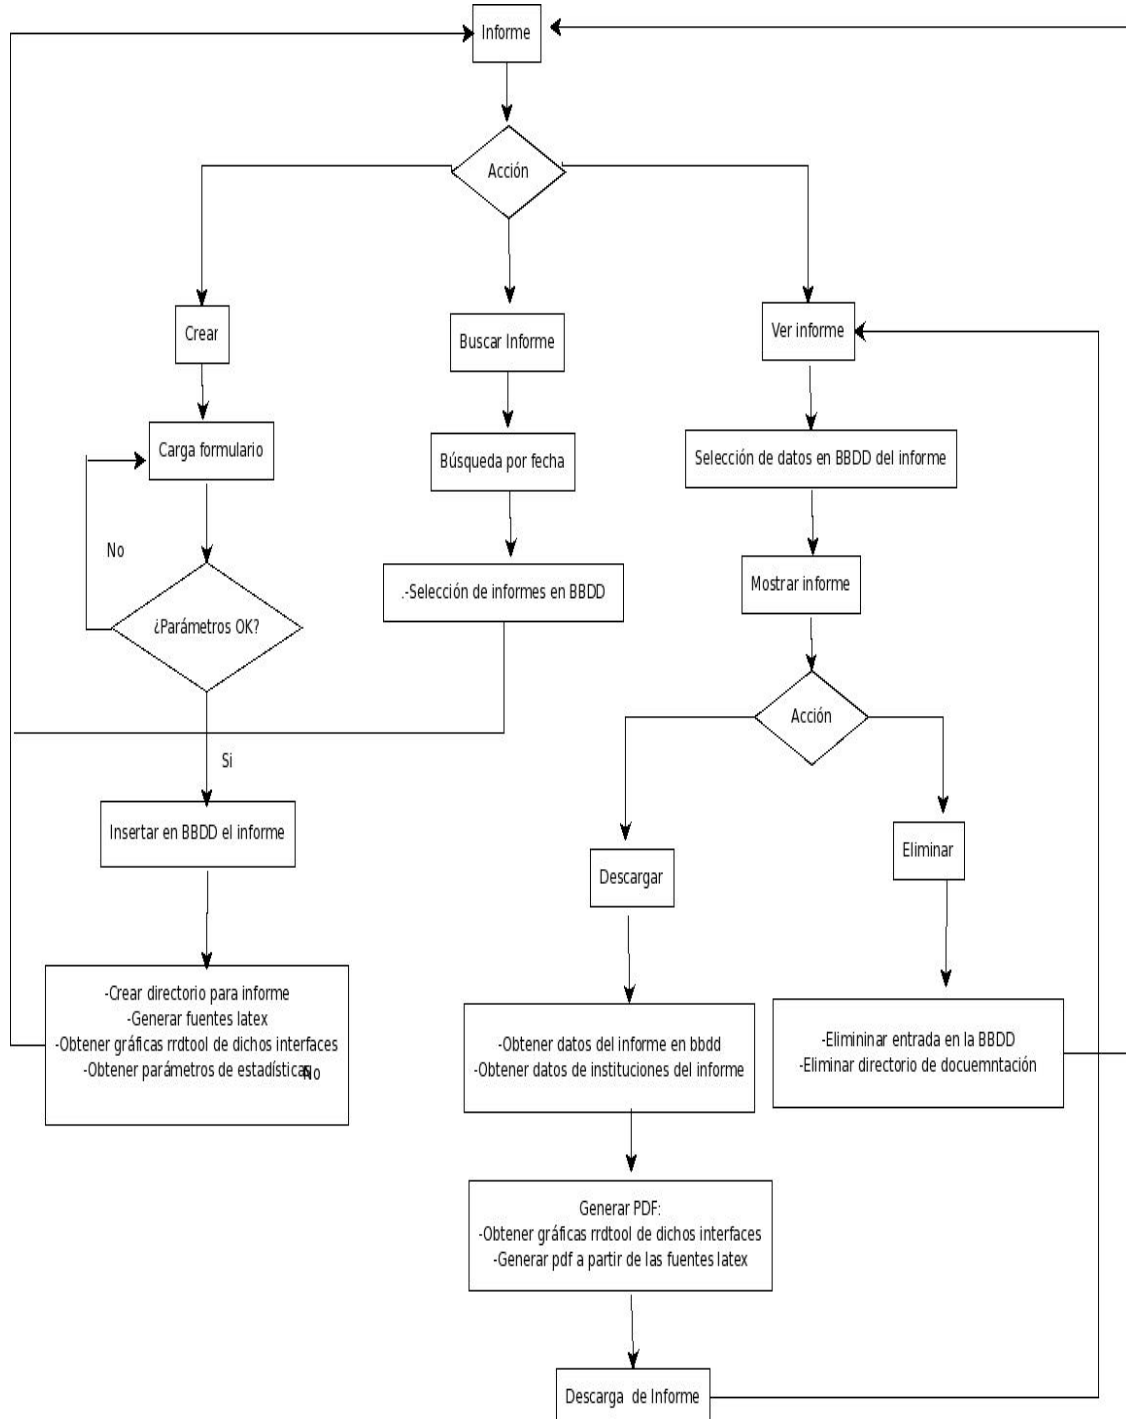 Informe
Acción
Crear
Buscar Informe
Ver informe
Carga formulario
Búsqueda por fecha
Selección de datos en BBDD del informe
No
.-Selección de informes en BBDD
Mostrar informe
¿Parámetros OK?
Acción
Si
Insertar en BBDD el informe
Descargar
Eliminar
-Crear directorio para informe
-Generar fuentes latex
-Obtener gráficas rrdtool de dichos interfaces
-Obtener parámetros de estadísticas
No
-Obtener datos del informe en bbdd
-Obtener datos de instituciones del informe
-Elimininar entrada en la BBDD
-Eliminar directorio de docuemntación
Generar PDF:
-Obtener gráficas rrdtool de dichos interfaces
-Generar pdf a partir de las fuentes latex
Descarga de Informe